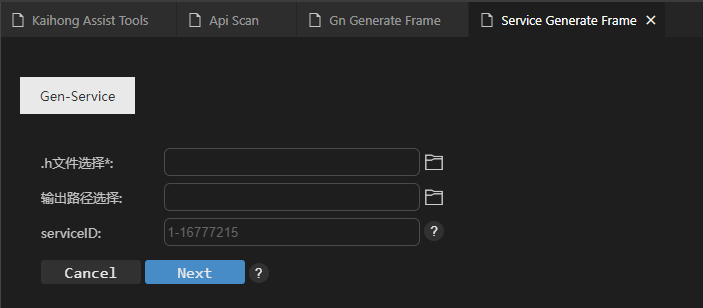 Kaihong Assist Tools Api Scan Gn Generate Frame Service Generate Frame ×
Gen-Service
.h文件选择*:
输出路径选择:
serviceID: 1-16777215 ?
Cancel Next ?